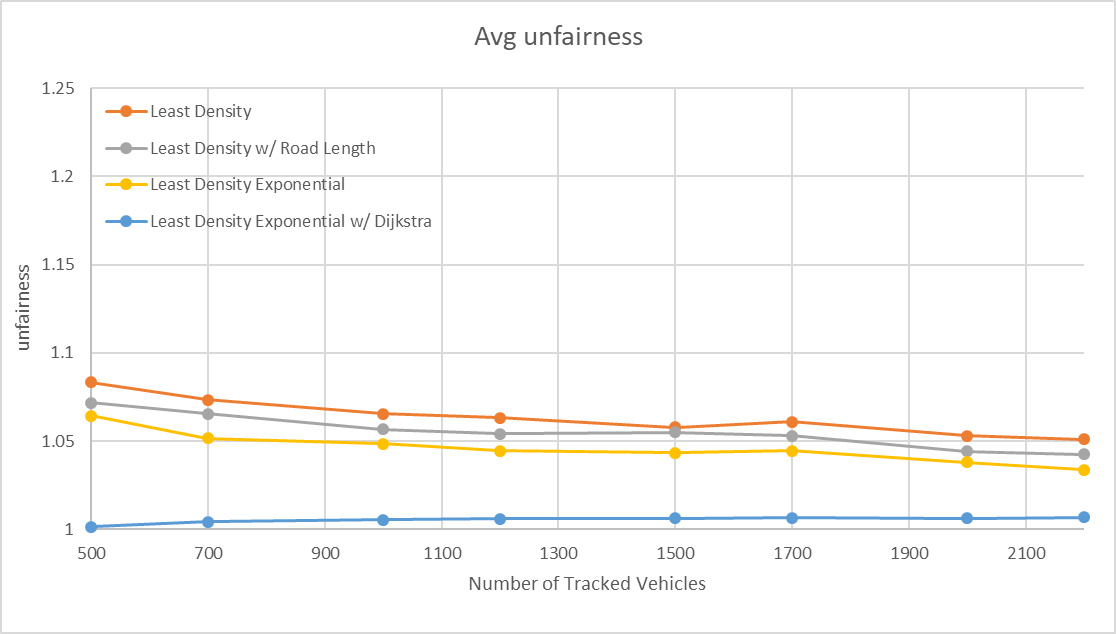 Avg unfairness
1.25
1.2
1.15
1.1
1.05
1
unfairness
Least Density
Least Density w/ Road Length
Least Density Exponential
Least Density Exponential w/ Dijkstra
500 700 900 1100 1300 1500 1700 1900 2100
Number of Tracked Vehicles